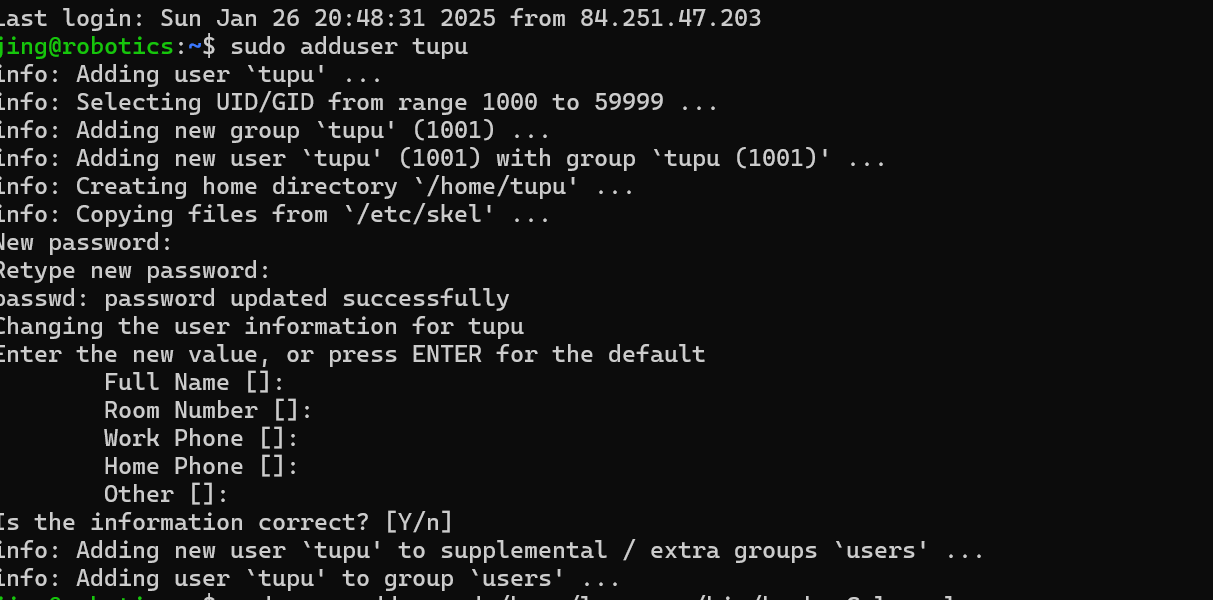 Last login: Sun Jan 26 20:48:31 2025 from 84.251.47.203
jing@robotics:~$ sudo adduser tupu
info: Adding user `tupu' ...
info: Selecting UID/GID from range 1000 to 59999 ...
info: Adding new group `tupu' (1001) ...
info: Adding new user `tupu' (1001) with group `tupu (1001)' ...
info: Creating home directory `/home/tupu' ...
info: Copying files from `/etc/skel' ...
New password:
Retype new password:
passwd: password updated successfully
Changing the user information for tupu
Enter the new value, or press ENTER for the default
Full Name []:
Room Number []:
Work Phone []:
Home Phone []:
Other []:
Is the information correct? [Y/n]
info: Adding new user `tupu' to supplemental / extra groups `users' ...
info: Adding user `tupu' to group `users' ...